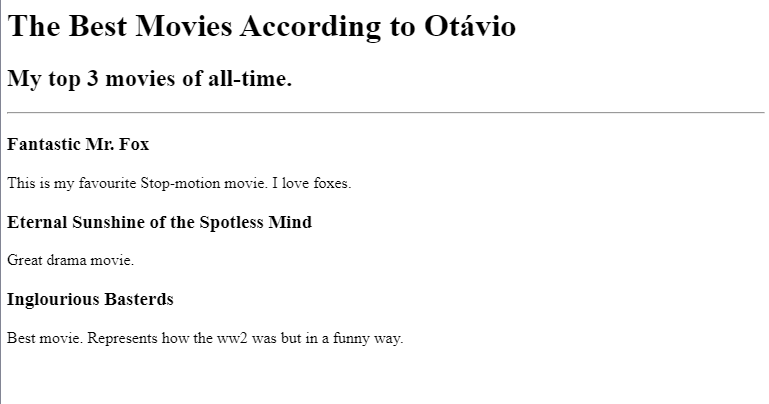 The Best Movies According to Otávio
My top 3 movies of all-time.
Fantastic Mr. Fox
This is my favourite Stop-motion movie. I love foxes.
Eternal Sunshine of the Spotless Mind
Great drama movie.
Inglourious Basterds
Best movie. Represents how the ww2 was but in a funny way.